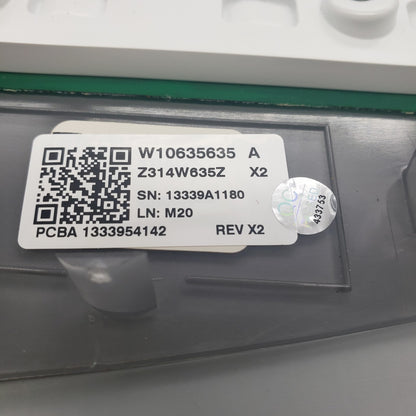 W10635635 A
Z314W635Z X2
SN: 13339A1180
LN: M20
PCBA 1333954142 REV X2
433753